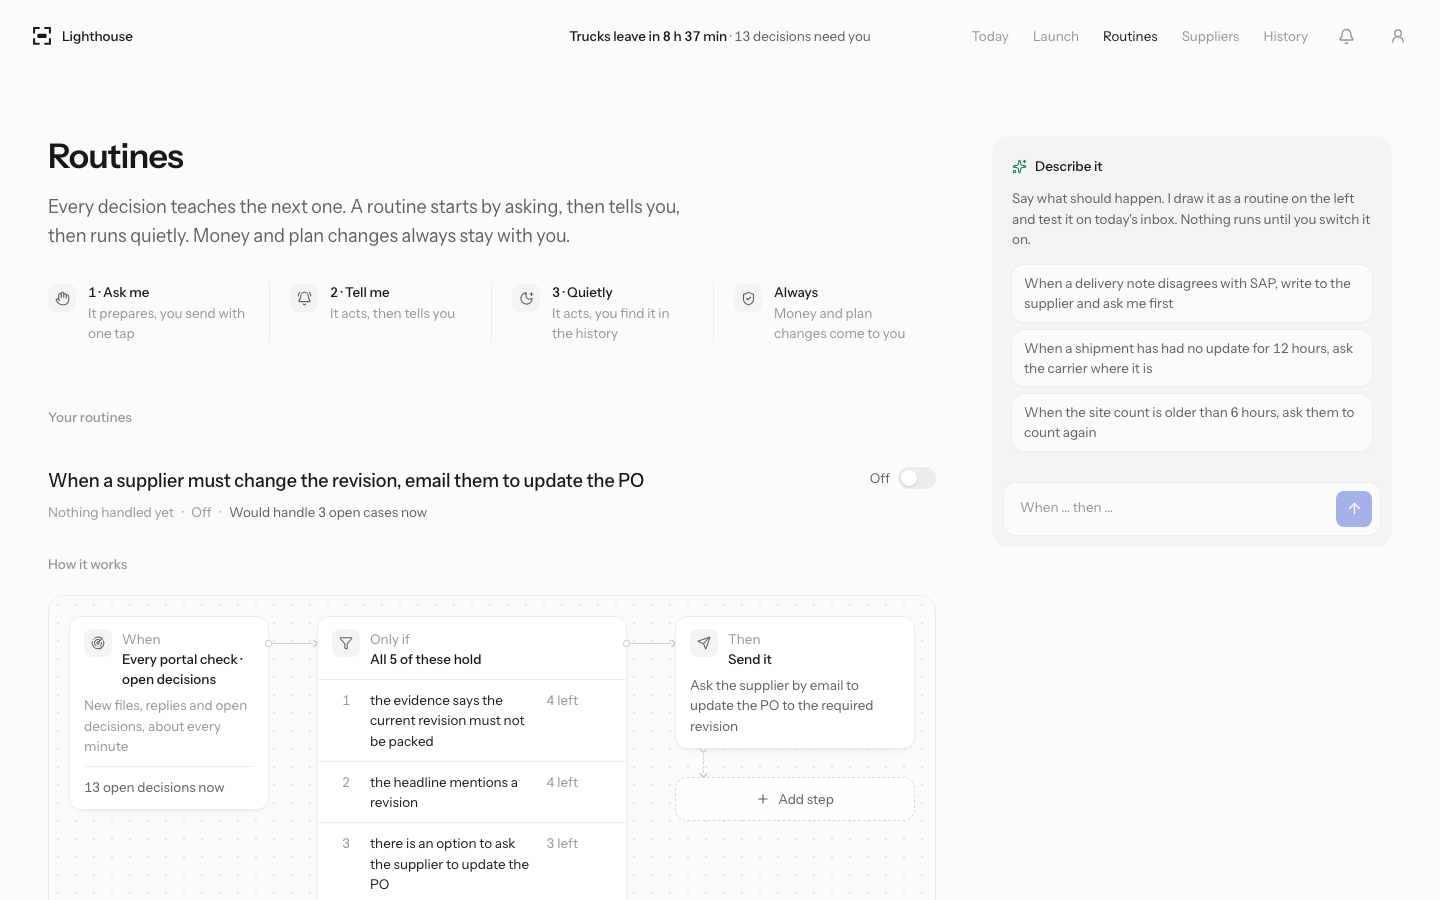 Lighthouse
Trucks leave in 8 h 37 min · 13 decisions need you
Today
Launch
Routines
Suppliers
History
Routines
Every decision teaches the next one. A routine starts by asking, then tells you,
then runs quietly. Money and plan changes always stay with you.
1 · Ask me
It prepares, you send with
one tap
2 · Tell me
It acts, then tells you
3 · Quietly
It acts, you find it in
the history
Always
Money and plan
changes come to you
Your routines
When a supplier must change the revision, email them to update the PO
Off
Nothing handled yet · Off · Would handle 3 open cases now
How it works
When
Every portal check ·
open decisions
New files, replies and open
decisions, about every
minute
13 open decisions now
Only if
All 5 of these hold
1
the evidence says the
current revision must not
be packed
4 left
2
the headline mentions a
revision
4 left
3
there is an option to ask
the supplier to update the
PO
3 left
Then
Send it
Ask the supplier by email to
update the PO to the required
revision
Add step
Describe it
Say what should happen. I draw it as a routine on the left
and test it on today's inbox. Nothing runs until you switch it
on.
When a delivery note disagrees with SAP, write to the
supplier and ask me first
When a shipment has had no update for 12 hours, ask
the carrier where it is
When the site count is older than 6 hours, ask them to
count again
When ... then ...